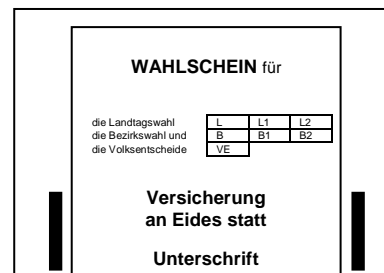 WAHLSCHEIN für
die Landtagswahl L L1 L2
die Bezirkswahl und B B1 B2
die Volksentscheide VE
Versicherung
an Eides statt
Unterschrift